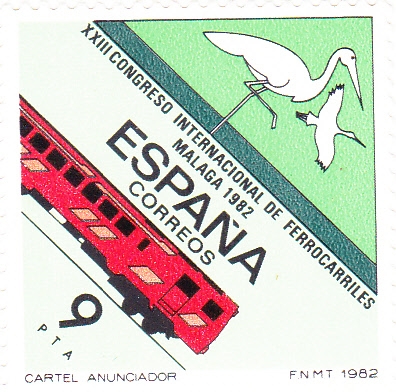 XXIII CONGRESO INTERNACIONAL DE FERROCARRILES
MALAGA 1982
ESPAÑA
CORREOS
9
PTA
CARTEL ANUNCIADOR
F.N.M.T 1982